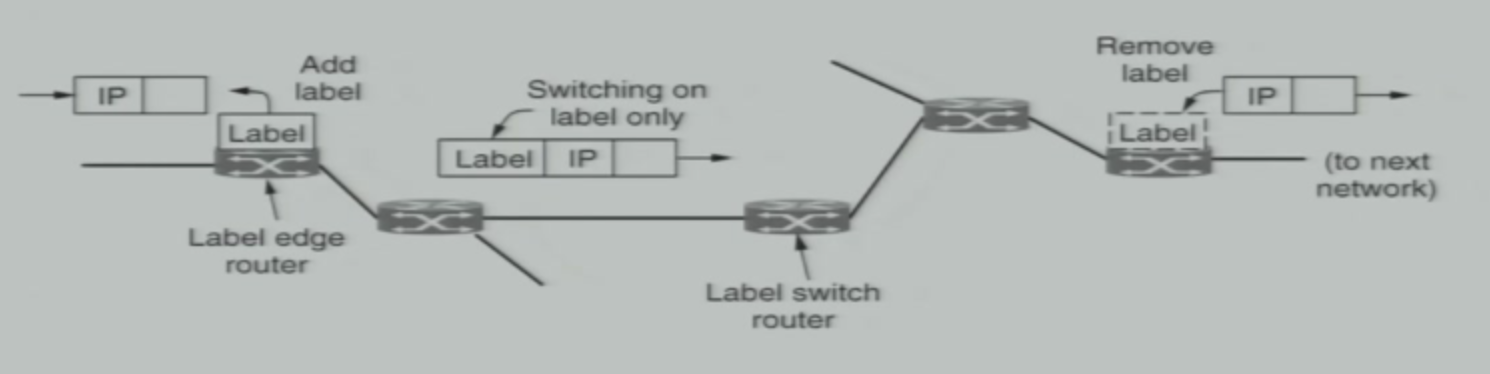 IP
Add
label
Label
Label edge
router
Switching on
label only
Label IP
Label switch
router
Remove
label
IP
Label
(to next
network)